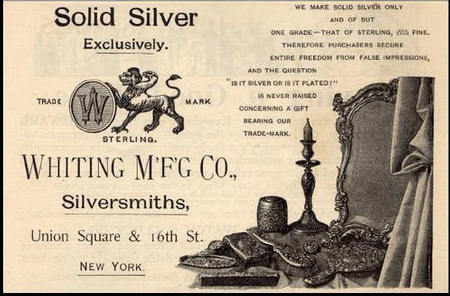 Solid Silver
Exclusively.
TRADE W MARK
STERLING.
WHITING M'F'G CO.,
Silversmiths,
Union Square & 16th St.
NEW YORK.
WE MAKE SOLID SILVER ONLY
AND OF BUT
ONE GRADE—THAT OF STERLING, FINE.
THEREFORE PURCHASERS SECURE
ENTIRE FREEDOM FROM FALSE IMPRESSIONS,
AND THE QUESTION
"IS IT SILVER OR IS IT PLATED?"
IS NEVER RAISED
CONCERNING A GIFT
BEARING OUR
TRADE-MARK.